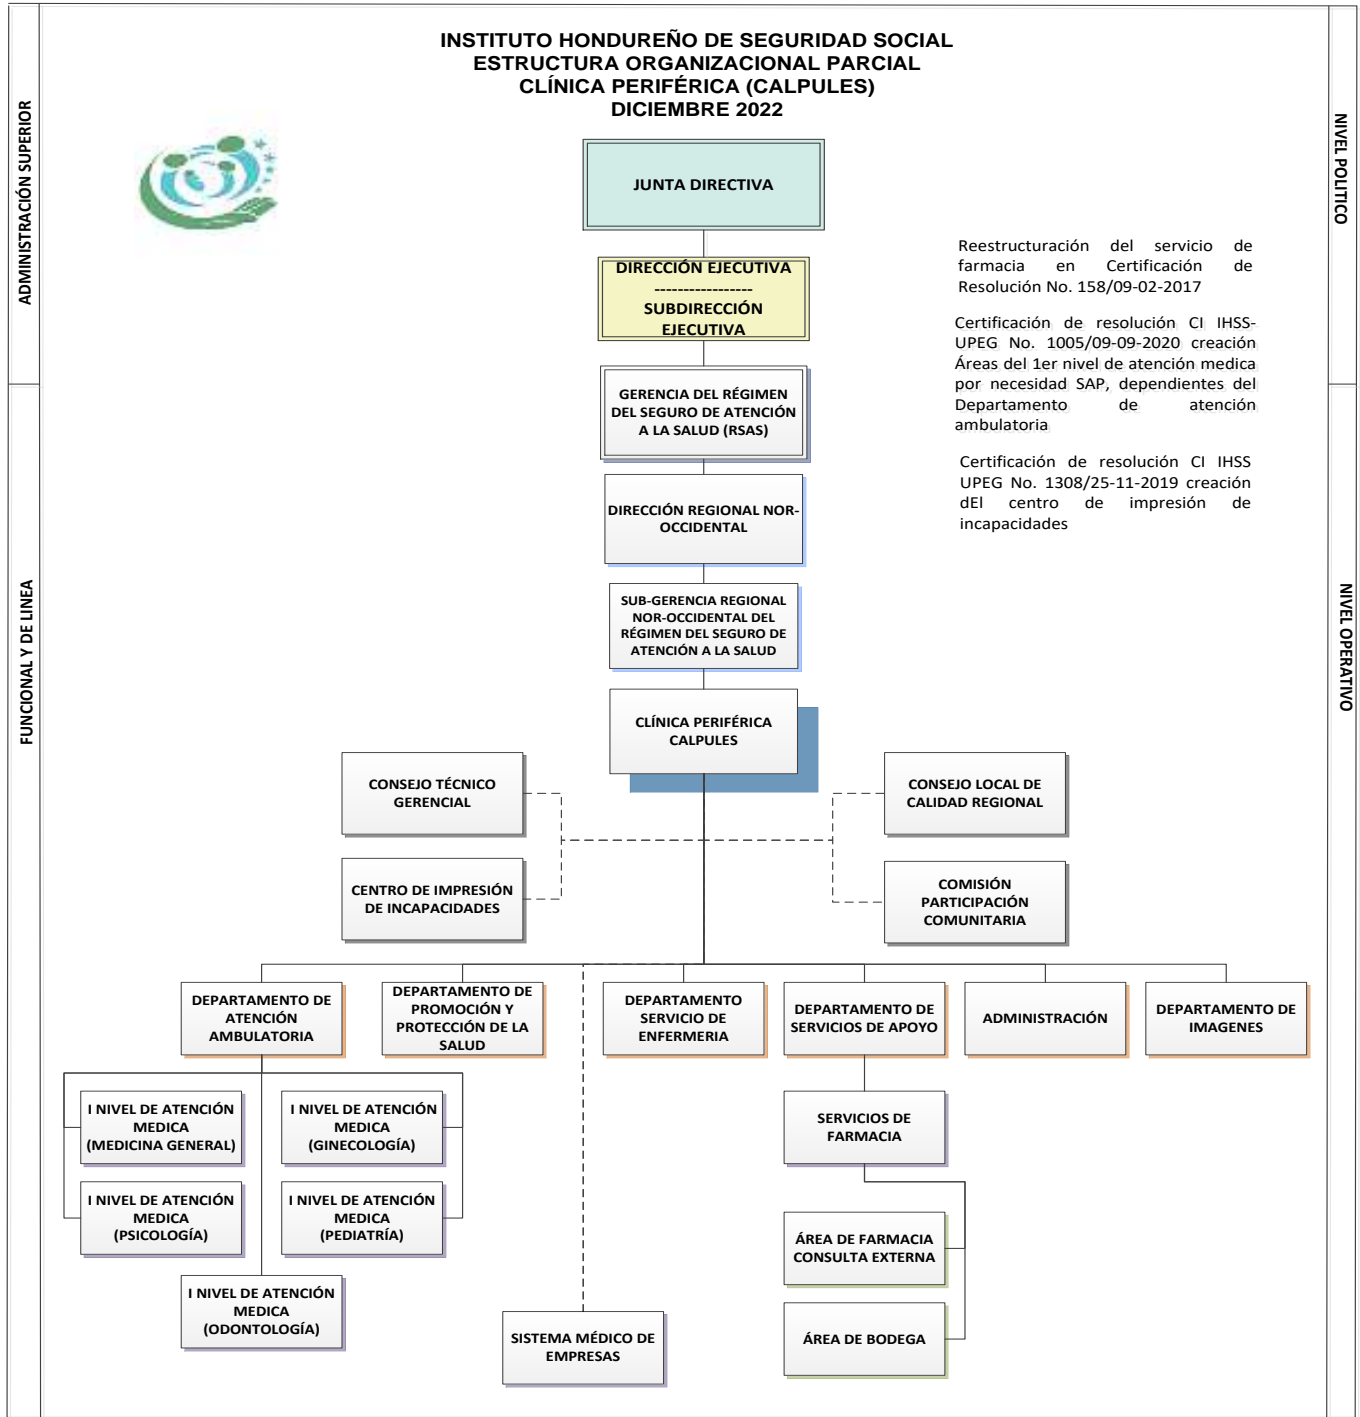 INSTITUTO HONDUREÑO DE SEGURIDAD SOCIAL
ESTRUCTURA ORGANIZACIONAL PARCIAL
CLÍNICA PERIFÉRICA (CALPULES)
DICIEMBRE 2022
ADMINISTRACIÓN SUPERIOR
FUNCIONAL Y DE LINEA
NIVEL POLITICO
NIVEL OPERATIVO
JUNTA DIRECTIVA
DIRECCIÓN EJECUTIVA
-----------------
SUBDIRECCIÓN
EJECUTIVA
GERENCIA DEL RÉGIMEN
DEL SEGURO DE ATENCIÓN
A LA SALUD (RSAS)
DIRECCIÓN REGIONAL NOR-
OCCIDENTAL
SUB-GERENCIA REGIONAL
NOR-OCCIDENTAL DEL
RÉGIMEN DEL SEGURO DE
ATENCIÓN A LA SALUD
CLÍNICA PERIFÉRICA
CALPULES
Reestructuración del servicio de
farmacia en Certificación de
Resolución No. 158/09-02-2017
Certificación de resolución CI IHSS-
UPEG No. 1005/09-09-2020 creación
Áreas del 1er nivel de atención medica
por necesidad SAP, dependientes del
Departamento de atención
ambulatoria
Certificación de resolución CI IHSS
UPEG No. 1308/25-11-2019 creación
dEl centro de impresión de
incapacidades
CONSEJO TÉCNICO
GERENCIAL
CONSEJO LOCAL DE
CALIDAD REGIONAL
CENTRO DE IMPRESIÓN
DE INCAPACIDADES
COMISIÓN
PARTICIPACIÓN
COMUNITARIA
DEPARTAMENTO DE
ATENCIÓN
AMBULATORIA
DEPARTAMENTO DE
PROMOCIÓN Y
PROTECCIÓN DE LA
SALUD
DEPARTAMENTO
SERVICIO DE
ENFERMERIA
DEPARTAMENTO DE
SERVICIOS DE APOYO
ADMINISTRACIÓN
DEPARTAMENTO DE
IMAGENES
I NIVEL DE ATENCIÓN
MEDICA
(MEDICINA GENERAL)
I NIVEL DE ATENCIÓN
MEDICA
(GINECOLOGÍA)
SERVICIOS DE
FARMACIA
I NIVEL DE ATENCIÓN
MEDICA
(PSICOLOGÍA)
I NIVEL DE ATENCIÓN
MEDICA
(PEDIATRÍA)
ÁREA DE FARMACIA
CONSULTA EXTERNA
I NIVEL DE ATENCIÓN
MEDICA
(ODONTOLOGÍA)
SISTEMA MÉDICO DE
EMPRESAS
ÁREA DE BODEGA